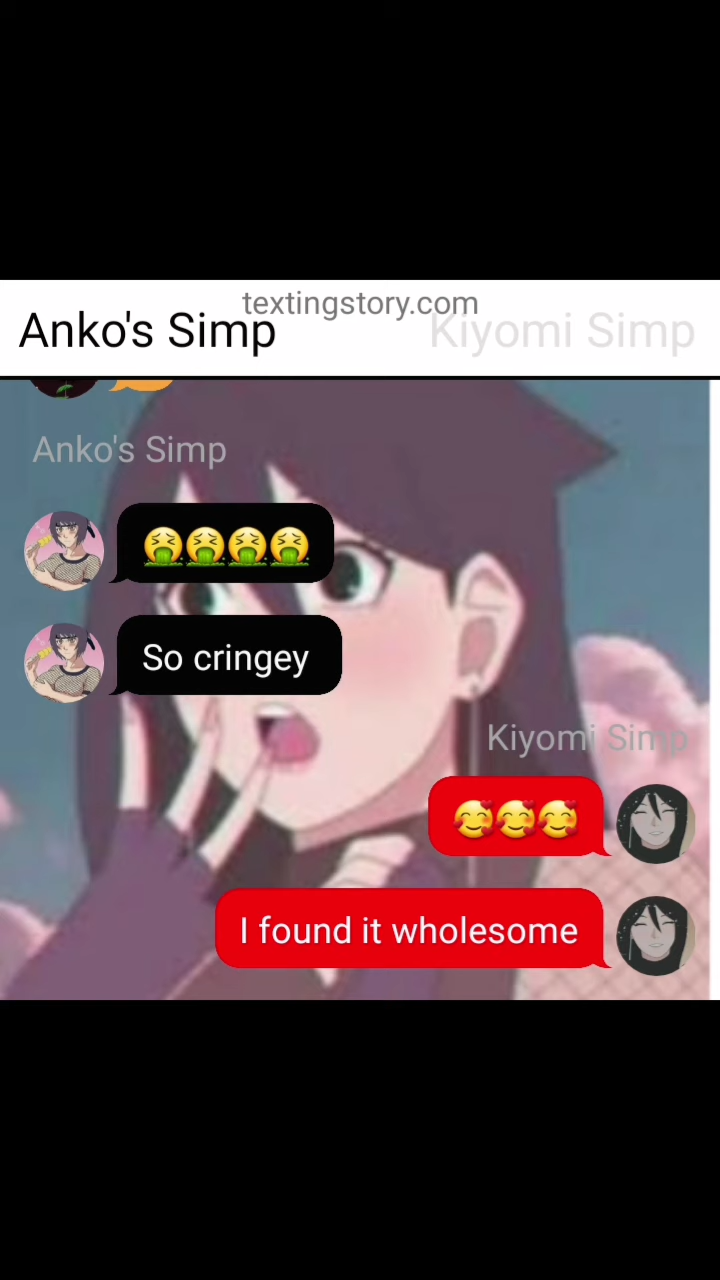 textingstory.com
Anko's Simp
Kiyomi Simp
Anko's Simp
🤮🤮🤮🤮
So cringey
Kiyomi Simp
🥰🥰🥰
I found it wholesome